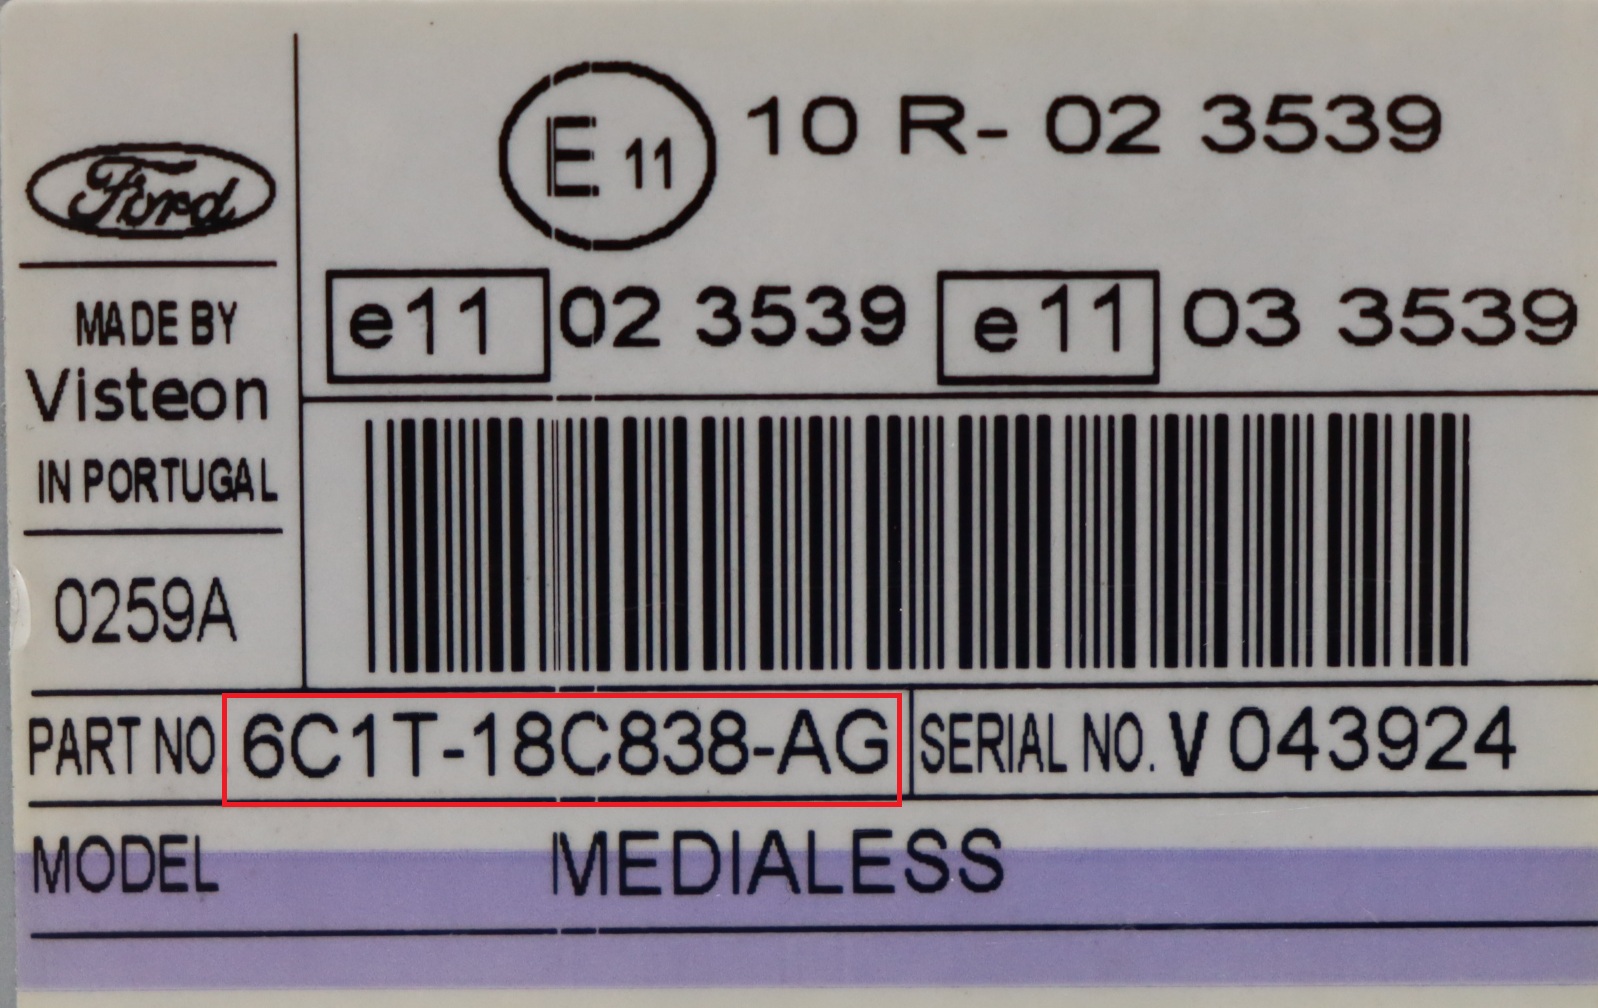 E 11 10 R- 02 3539
Ford
e11 02 3539 e11 03 3539
MADE BY
Visteon
IN PORTUGAL
0259A
PART NO 6C1T-18C838-AG SERIAL NO. V 043924
MODEL MEDIALESS